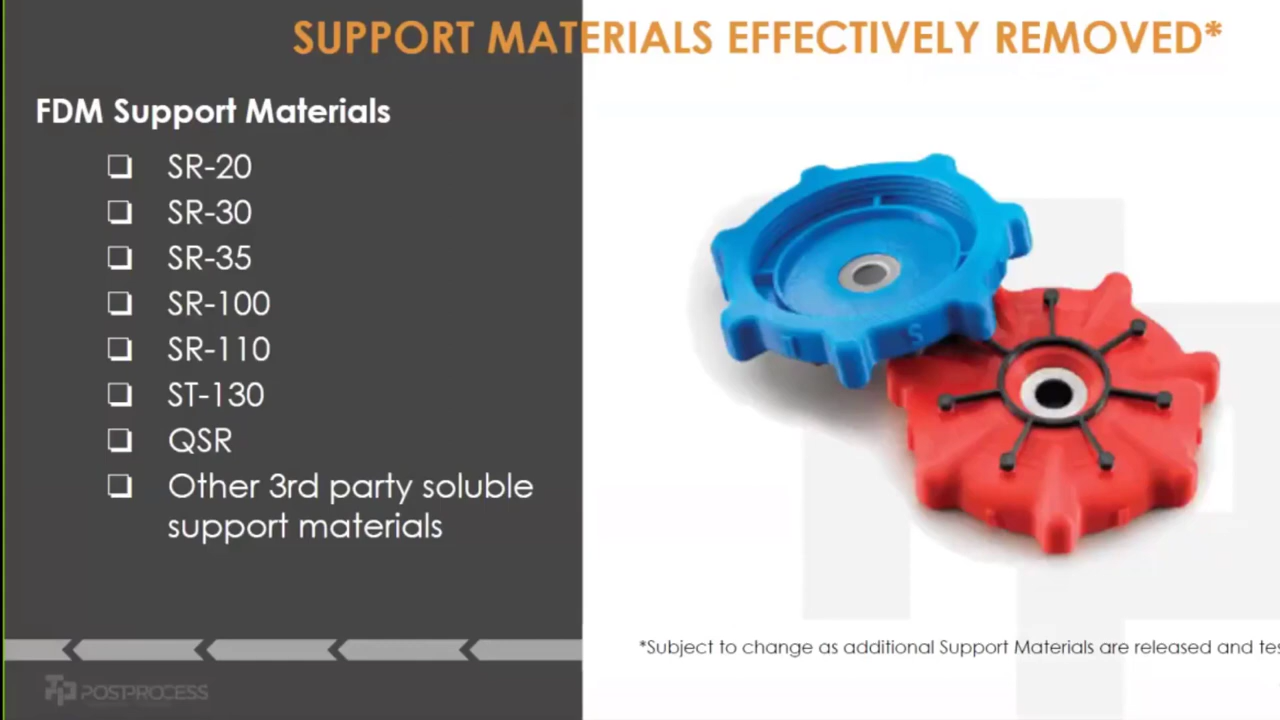 SUPPORT MATERIALS EFFECTIVELY REMOVED*
FDM Support Materials
SR-20
SR-30
SR-35
SR-100
SR-110
ST-130
QSR
Other 3rd party soluble
support materials
S
*Subject to change as additional Support Materials are released and
POSTPROCESS